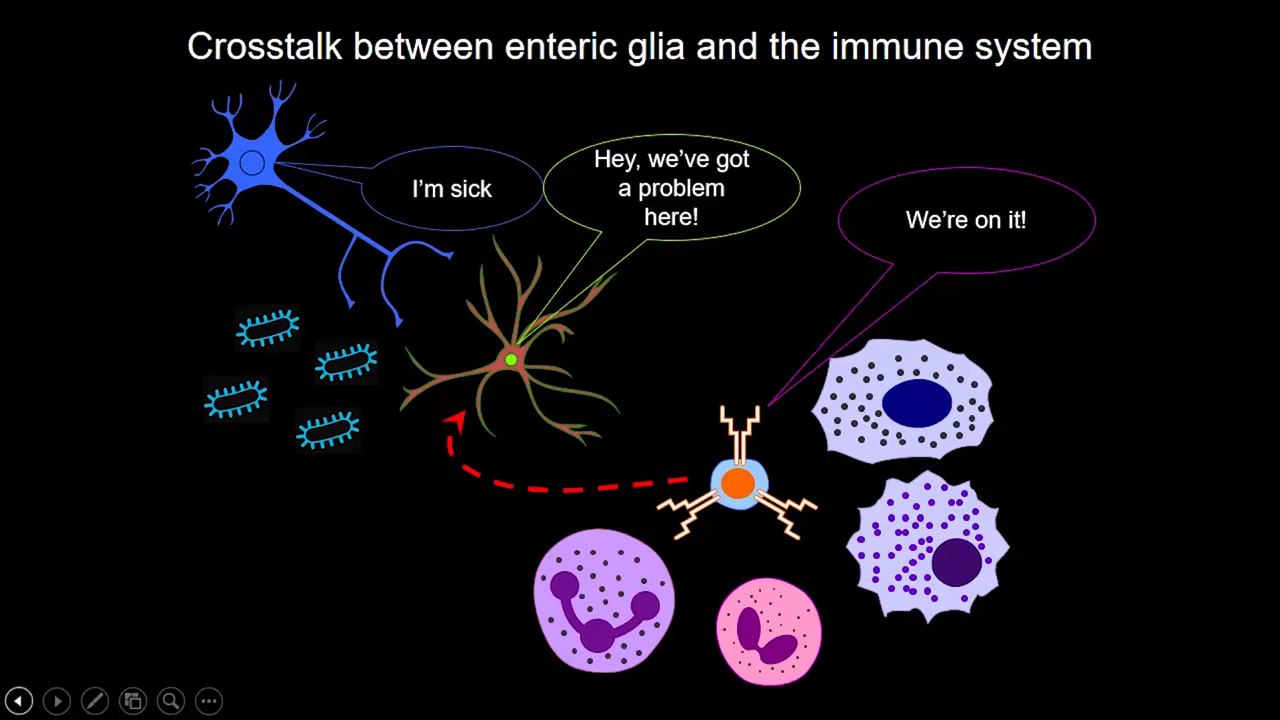 Crosstalk between enteric glia and the immune system
I’m sick
Hey, we’ve got
a problem
here!
We’re on it!